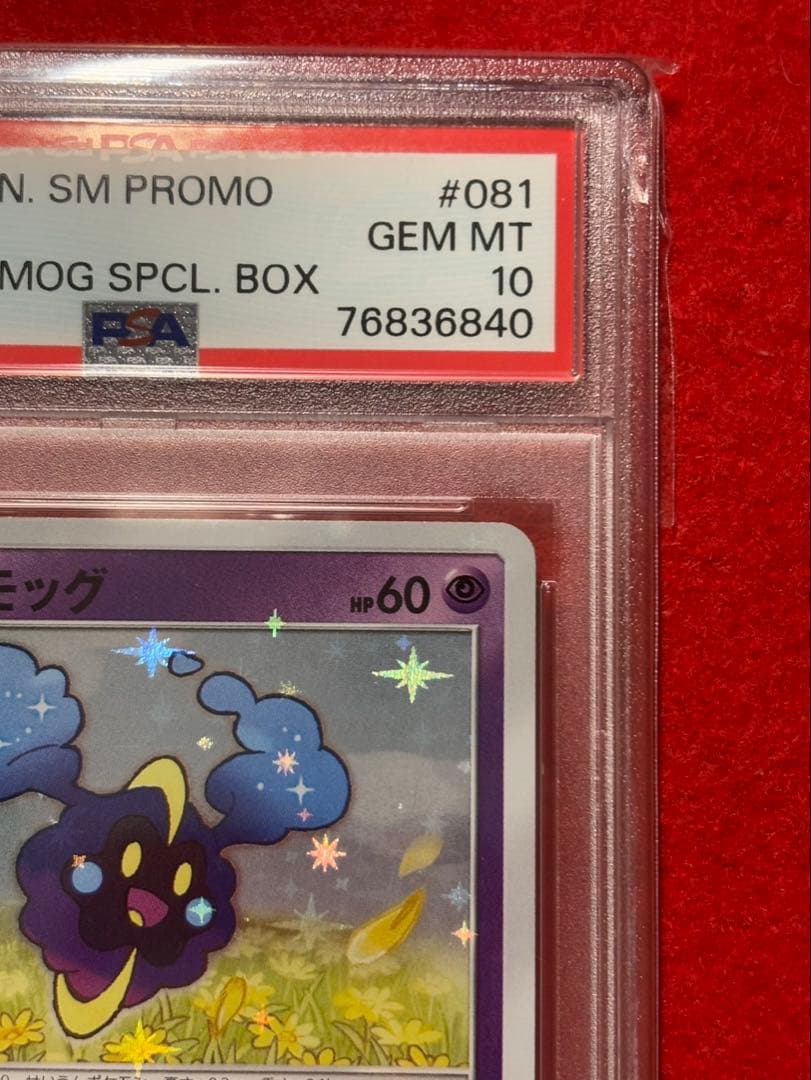 N. SM PROMO #081
GEM MT
MOG SPCL. BOX 10
PSA 76836840
モッグ HP60